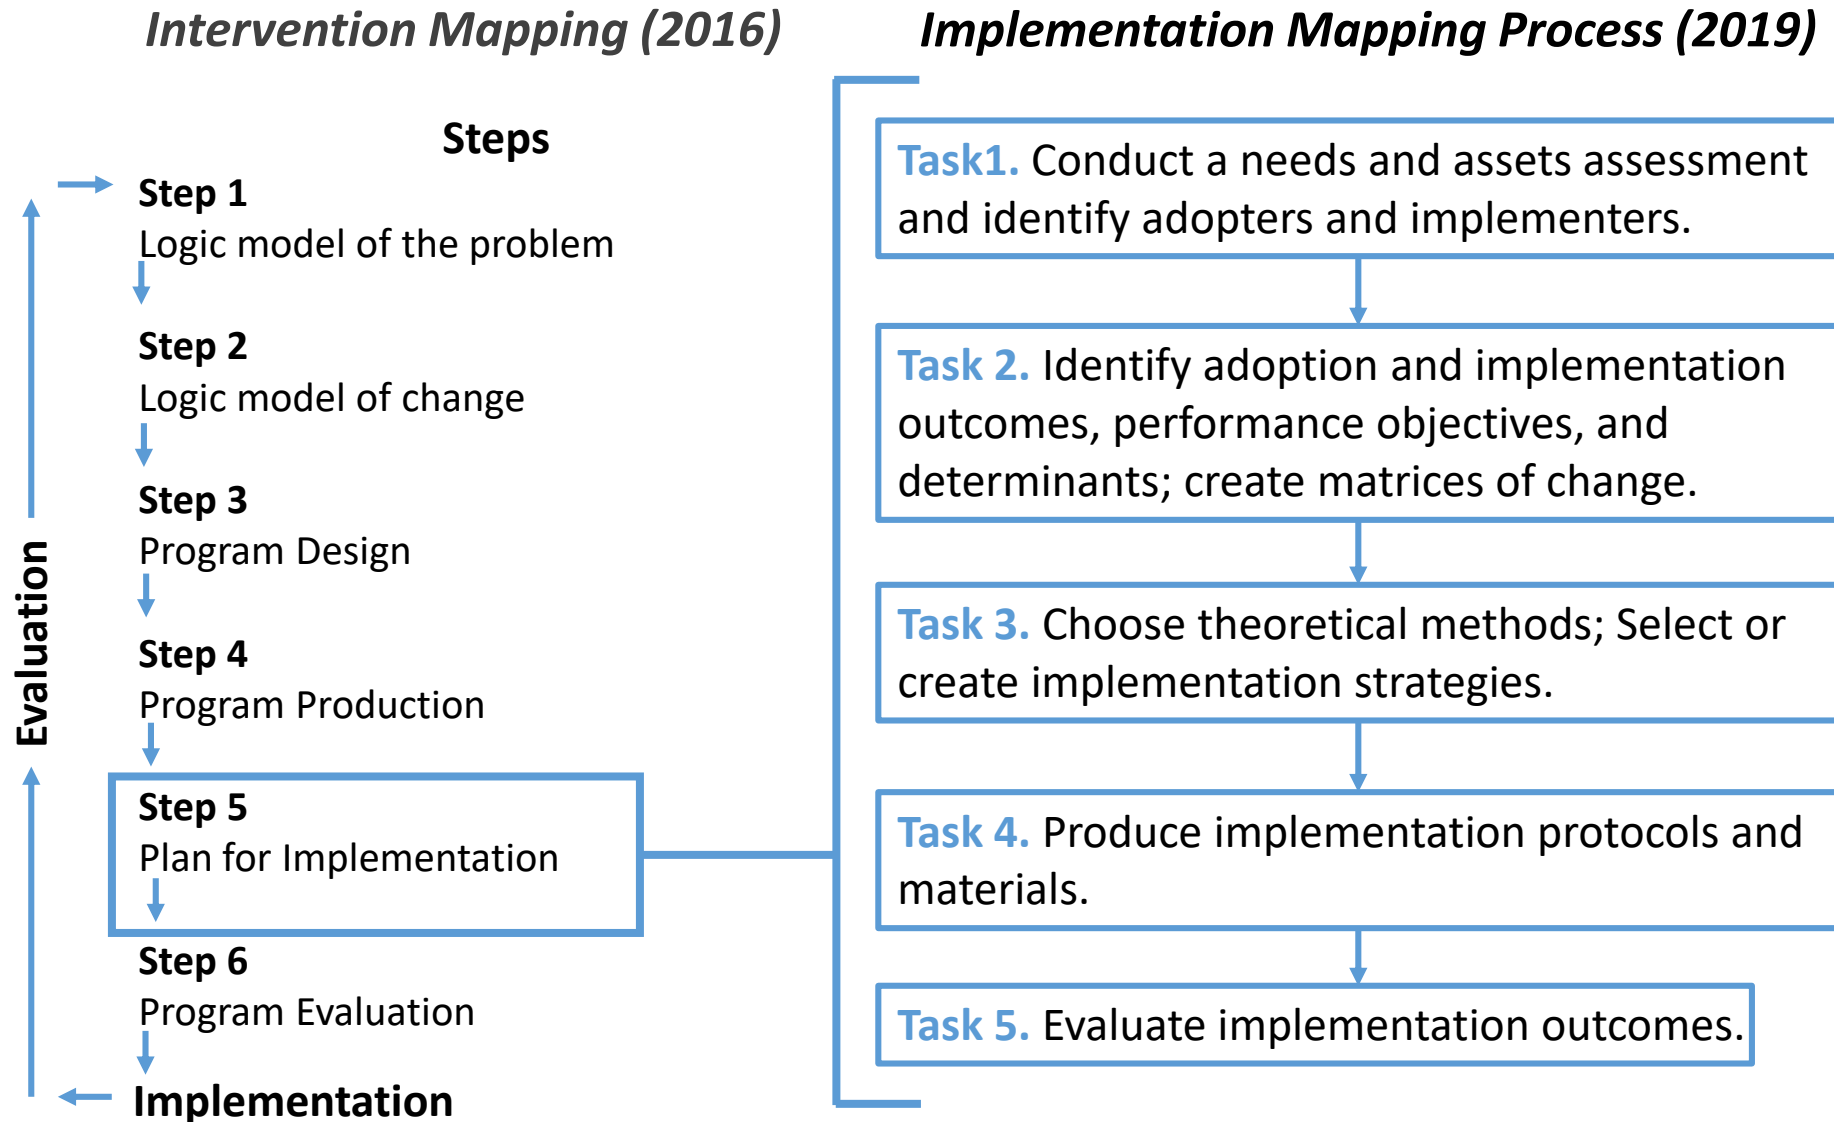 Intervention Mapping (2016)
Implementation Mapping Process (2019)
Steps
Step 1
Logic model of the problem
Step 2
Logic model of change
Step 3
Program Design
Step 4
Program Production
Step 5
Plan for Implementation
Step 6
Program Evaluation
Implementation
Evaluation
Task1. Conduct a needs and assets assessment
and identify adopters and implementers.
Task 2. Identify adoption and implementation
outcomes, performance objectives, and
determinants; create matrices of change.
Task 3. Choose theoretical methods; Select or
create implementation strategies.
Task 4. Produce implementation protocols and
materials.
Task 5. Evaluate implementation outcomes.